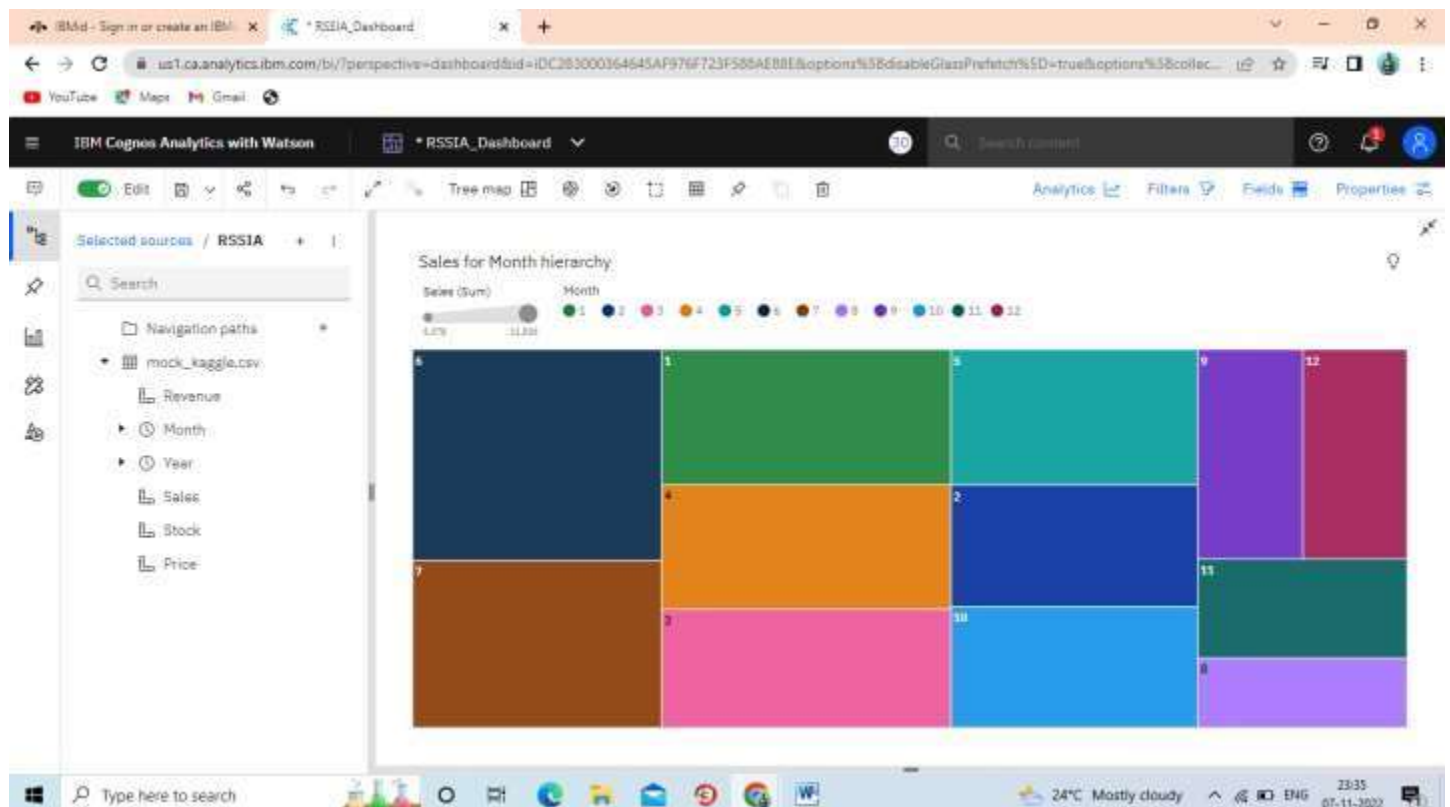 IBMid - Sign in or create an IBM
* RSSIA_Dashboard
YouTube Maps Gmail
IBM Cognos Analytics with Watson
* RSSIA_Dashboard
Search content
Edit
Tree map
Analytics
Filters
Fields
Properties
Selected sources / RSSIA
Search
Navigation paths
mock_kaggle.csv
Revenue
Month
Year
Sales
Stock
Price
Sales for Month hierarchy
Sales (Sum)
Month
1 2 3 4 5 6 7 8 9 10 11 12
6
1
5
9
12
4
2
7
11
3
10
8
Type here to search
24°C Mostly cloudy
ENG
23:35
07-11-2022